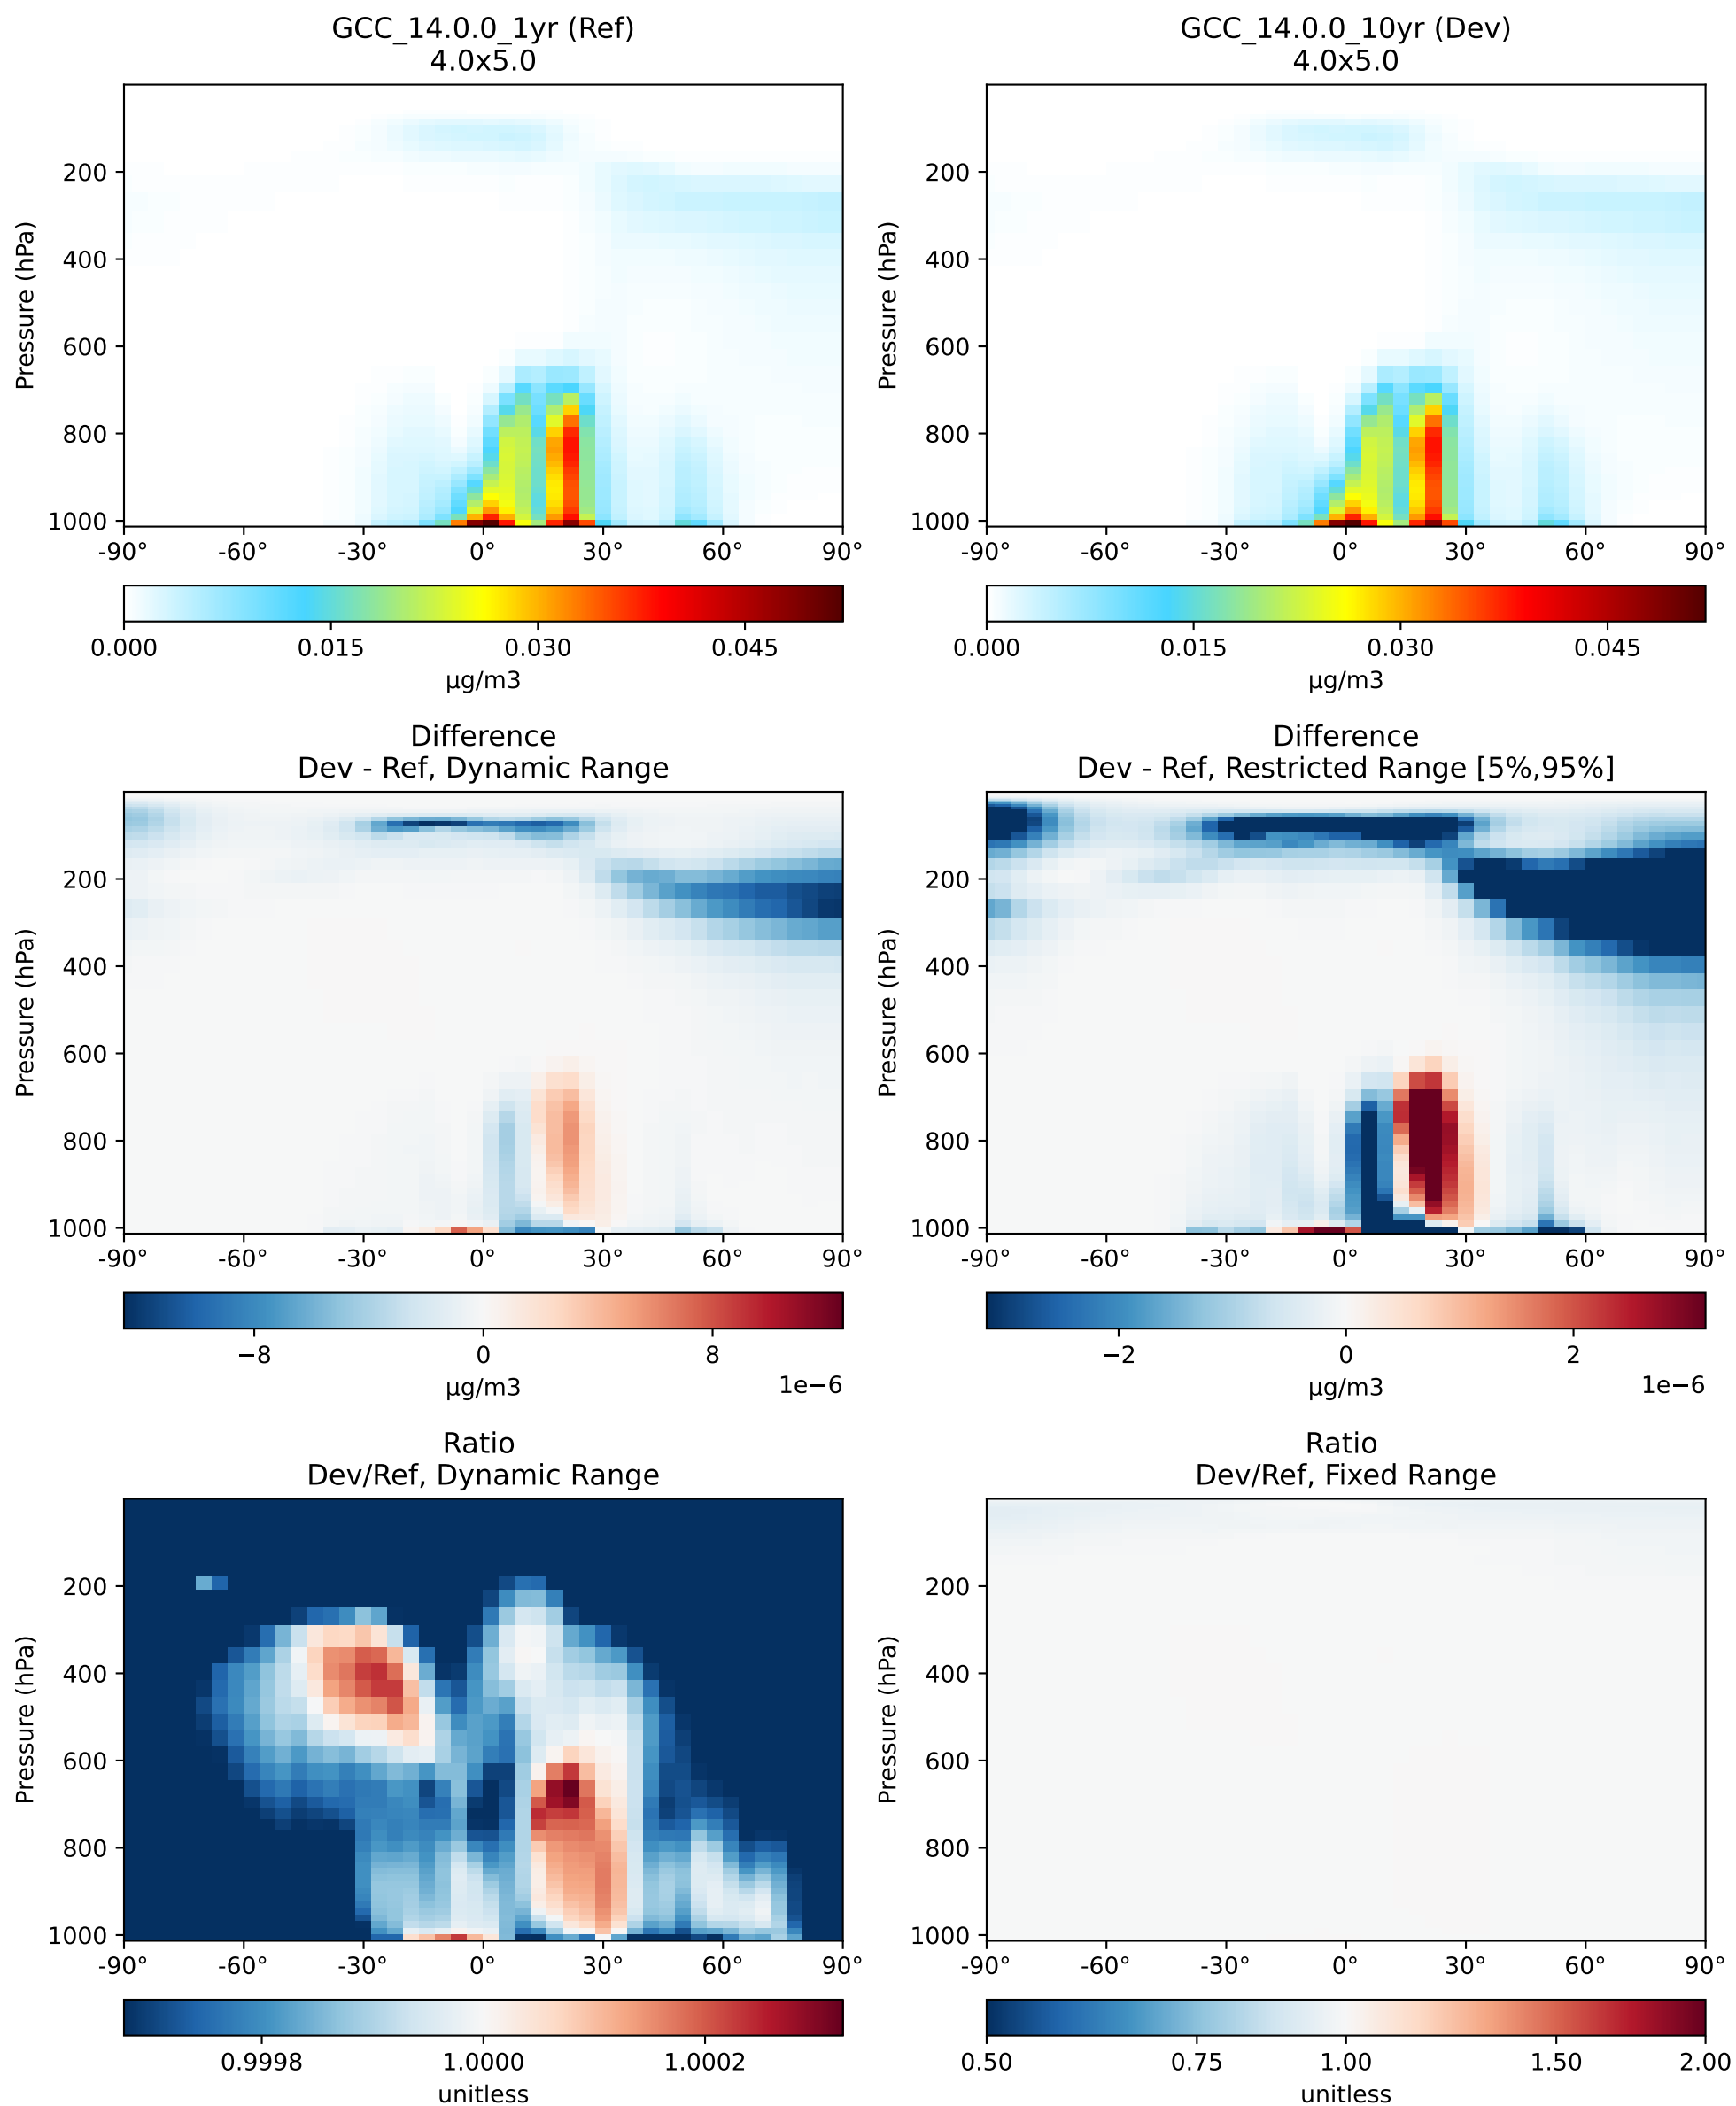 GCC_14.0.0_1yr (Ref)
4.0x5.0
Pressure (hPa)
200
400
600
800
1000
-90° -60° -30° 0° 30° 60° 90°
0.000 0.015 0.030 0.045
µg/m3
GCC_14.0.0_10yr (Dev)
4.0x5.0
Pressure (hPa)
200
400
600
800
1000
-90° -60° -30° 0° 30° 60° 90°
0.000 0.015 0.030 0.045
µg/m3
Difference
Dev - Ref, Dynamic Range
Pressure (hPa)
200
400
600
800
1000
-90° -60° -30° 0° 30° 60° 90°
−8 0 8
µg/m3 1e−6
Difference
Dev - Ref, Restricted Range [5%,95%]
Pressure (hPa)
200
400
600
800
1000
-90° -60° -30° 0° 30° 60° 90°
−2 0 2
µg/m3 1e−6
Ratio
Dev/Ref, Dynamic Range
Pressure (hPa)
200
400
600
800
1000
-90° -60° -30° 0° 30° 60° 90°
0.9998 1.0000 1.0002
unitless
Ratio
Dev/Ref, Fixed Range
Pressure (hPa)
200
400
600
800
1000
-90° -60° -30° 0° 30° 60° 90°
0.50 0.75 1.00 1.50 2.00
unitless